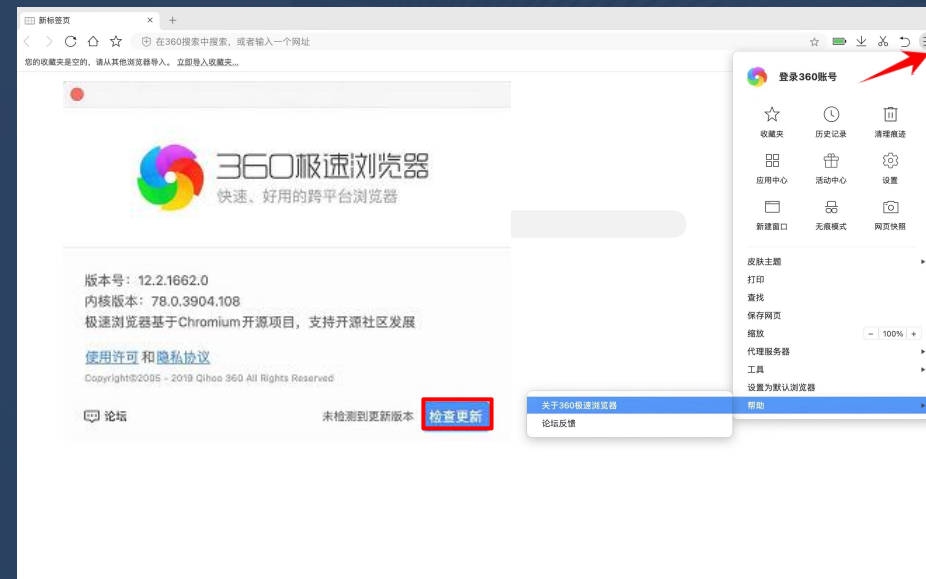 新标签页
在360搜索中搜索，或者输入一个网址
您的收藏夹是空的，请从其他浏览器导入。 立即导入收藏夹...
登录360账号
收藏夹 历史记录 清理痕迹
应用中心 活动中心 设置
新建窗口 无痕模式 网页快照
皮肤主题
打印
查找
保存网页
缩放 − 100% +
代理服务器
工具
设置为默认浏览器
帮助
关于360极速浏览器
论坛反馈
360极速浏览器
快速、好用的跨平台浏览器
版本号：12.2.1662.0
内核版本：78.0.3904.108
极速浏览器基于Chromium开源项目，支持开源社区发展
使用许可 和 隐私协议
Copyright©2005 - 2019 Qihoo 360 All Rights Reserved
论坛 未检测到更新版本 检查更新